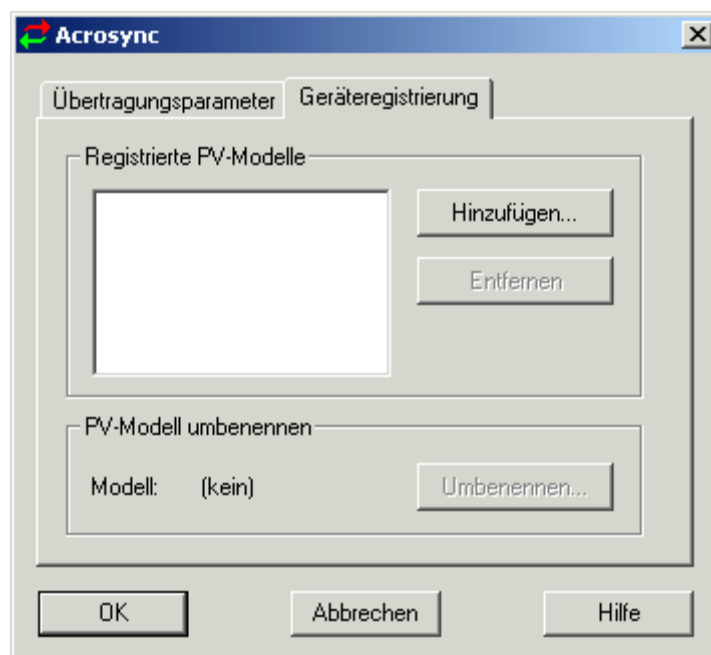 Acrosync
Übertragungsparameter Geräteregistrierung
Registrierte PV-Modelle
Hinzufügen...
Entfernen
PV-Modell umbenennen
Modell: (kein) Umbenennen...
OK Abbrechen Hilfe